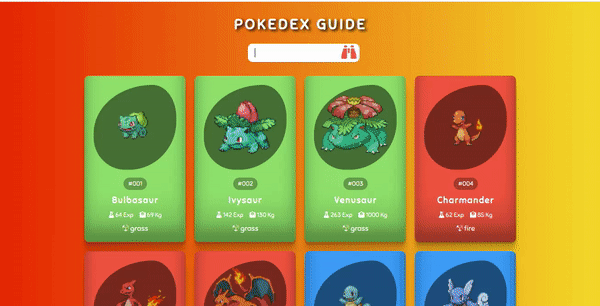 POKEDEX GUIDE
#001
Bulbasaur
64 Exp 69 Kg
grass
#002
Ivysaur
142 Exp 130 Kg
grass
#003
Venusaur
263 Exp 1000 Kg
grass
#004
Charmander
62 Exp 85 Kg
fire